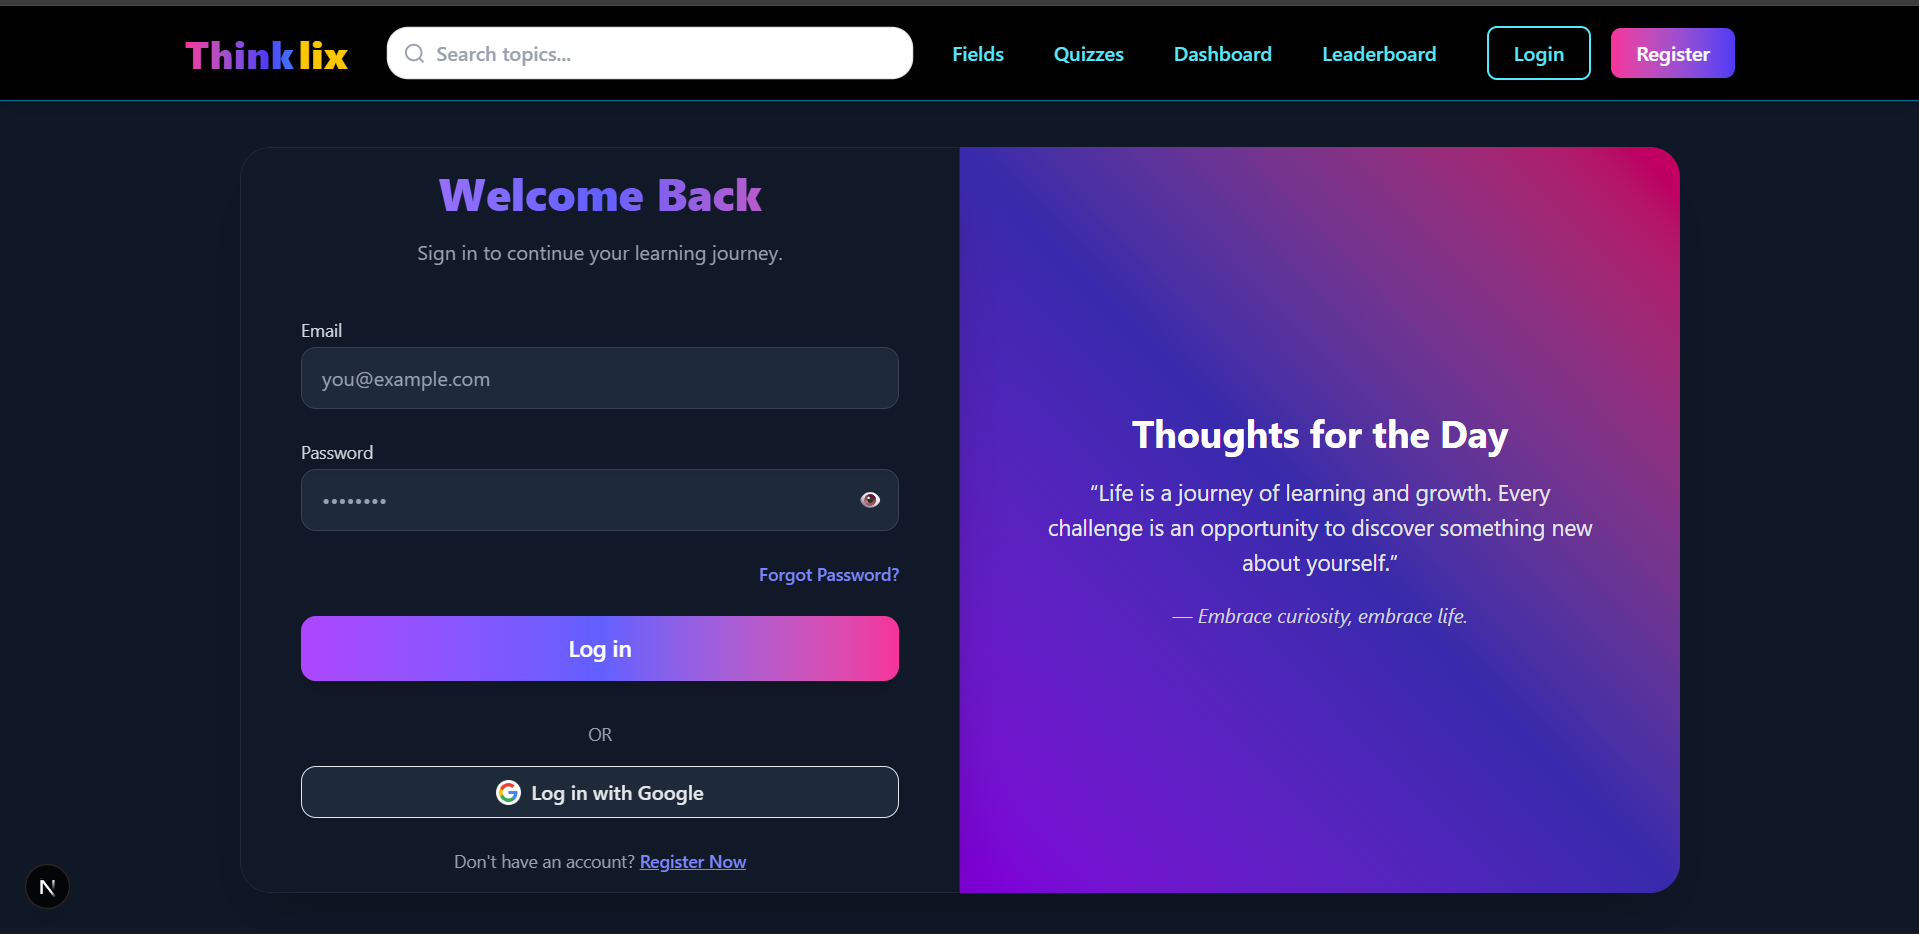 Thinklix
Search topics...
Fields
Quizzes
Dashboard
Leaderboard
Login
Register
Welcome Back
Sign in to continue your learning journey.
Email
you@example.com
Password
••••••••
Forgot Password?
Log in
OR
Log in with Google
Don't have an account? Register Now
Thoughts for the Day
“Life is a journey of learning and growth. Every
challenge is an opportunity to discover something new
about yourself.”
— Embrace curiosity, embrace life.
N